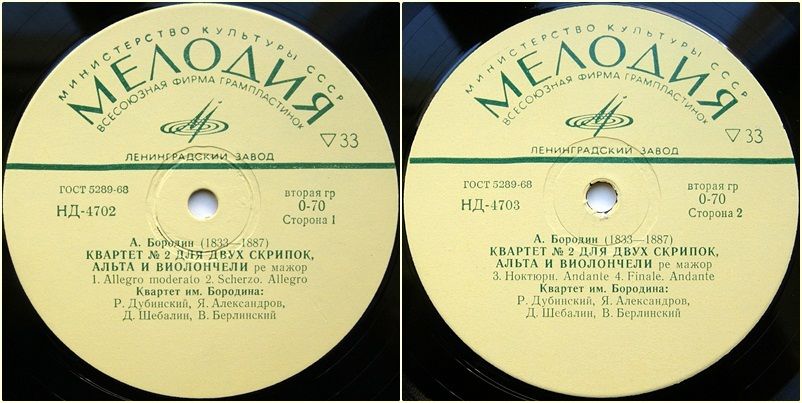 МИНИСТЕРСТВО КУЛЬТУРЫ СССР
МЕЛОДИЯ
ВСЕСОЮЗНАЯ ФИРМА ГРАМПЛАСТИНОК
▽33
ЛЕНИНГРАДСКИЙ ЗАВОД
ГОСТ 5289-68
НД-4702
вторая гр
0-70
Сторона 1
А. Бородин (1833—1887)
КВАРТЕТ № 2 ДЛЯ ДВУХ СКРИПОК,
АЛЬТА И ВИОЛОНЧЕЛИ ре мажор
1. Allegro moderato 2. Scherzo. Allegro
Квартет им. Бородина:
Р. Дубинский, Я. Александров,
Д. Шебалин, В. Берлинский
МИНИСТЕРСТВО КУЛЬТУРЫ СССР
МЕЛОДИЯ
ВСЕСОЮЗНАЯ ФИРМА ГРАМПЛАСТИНОК
▽33
ЛЕНИНГРАДСКИЙ ЗАВОД
ГОСТ 5289-68
НД-4703
вторая гр
0-70
Сторона 2
А. Бородин (1833—1887)
КВАРТЕТ № 2 ДЛЯ ДВУХ СКРИПОК,
АЛЬТА И ВИОЛОНЧЕЛИ ре мажор
3. Ноктюрн. Andante 4. Finale. Andante
Квартет им. Бородина:
Р. Дубинский, Я. Александров,
Д. Шебалин, В. Берлинский